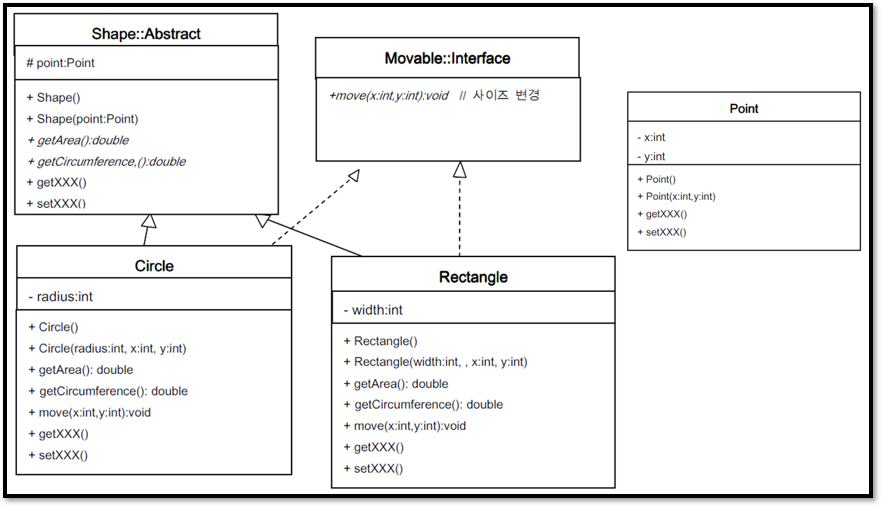 Shape::Abstract
# point:Point
+ Shape()
+ Shape(point:Point)
+ getArea():double
+ getCircumference,():double
+ getXXX()
+ setXXX()
Movable::Interface
+move(x:int,y:int):void // 사이즈 변경
Point
- x:int
- y:int
+ Point()
+ Point(x:int,y:int)
+ getXXX()
+ setXXX()
Circle
- radius:int
+ Circle()
+ Circle(radius:int, x:int, y:int)
+ getArea(): double
+ getCircumference(): double
+ move(x:int,y:int):void
+ getXXX()
+ setXXX()
Rectangle
- width:int
+ Rectangle()
+ Rectangle(width:int, , x:int, y:int)
+ getArea(): double
+ getCircumference(): double
+ move(x:int,y:int):void
+ getXXX()
+ setXXX()